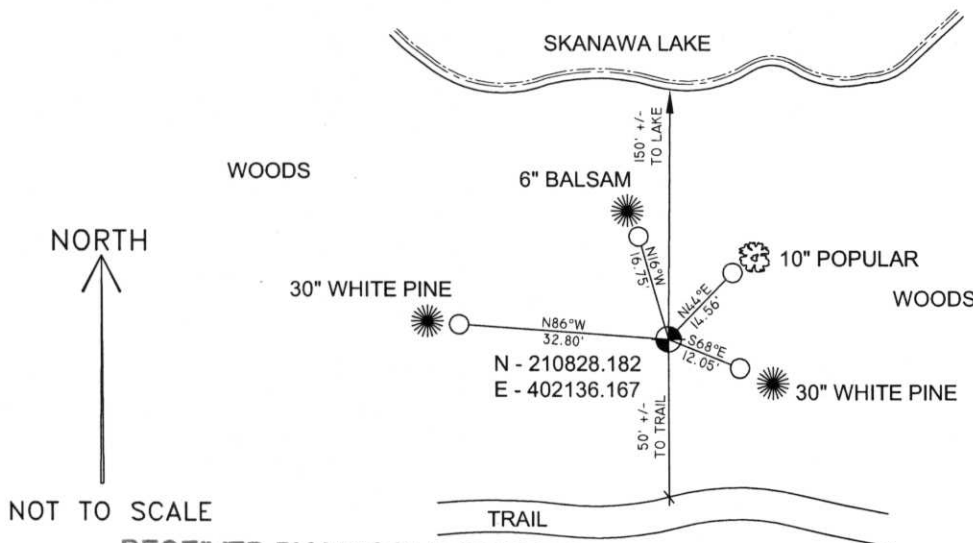 SKANAWA LAKE
150' +/-
TO LAKE
WOODS
6" BALSAM
NORTH
N16°W
16.75'
10" POPULAR
30" WHITE PINE
WOODS
N44°E
14.56'
N86°W
32.80'
S68°E
12.05'
N - 210828.182
E - 402136.167
30" WHITE PINE
50' +/-
TO TRAIL
NOT TO SCALE
TRAIL